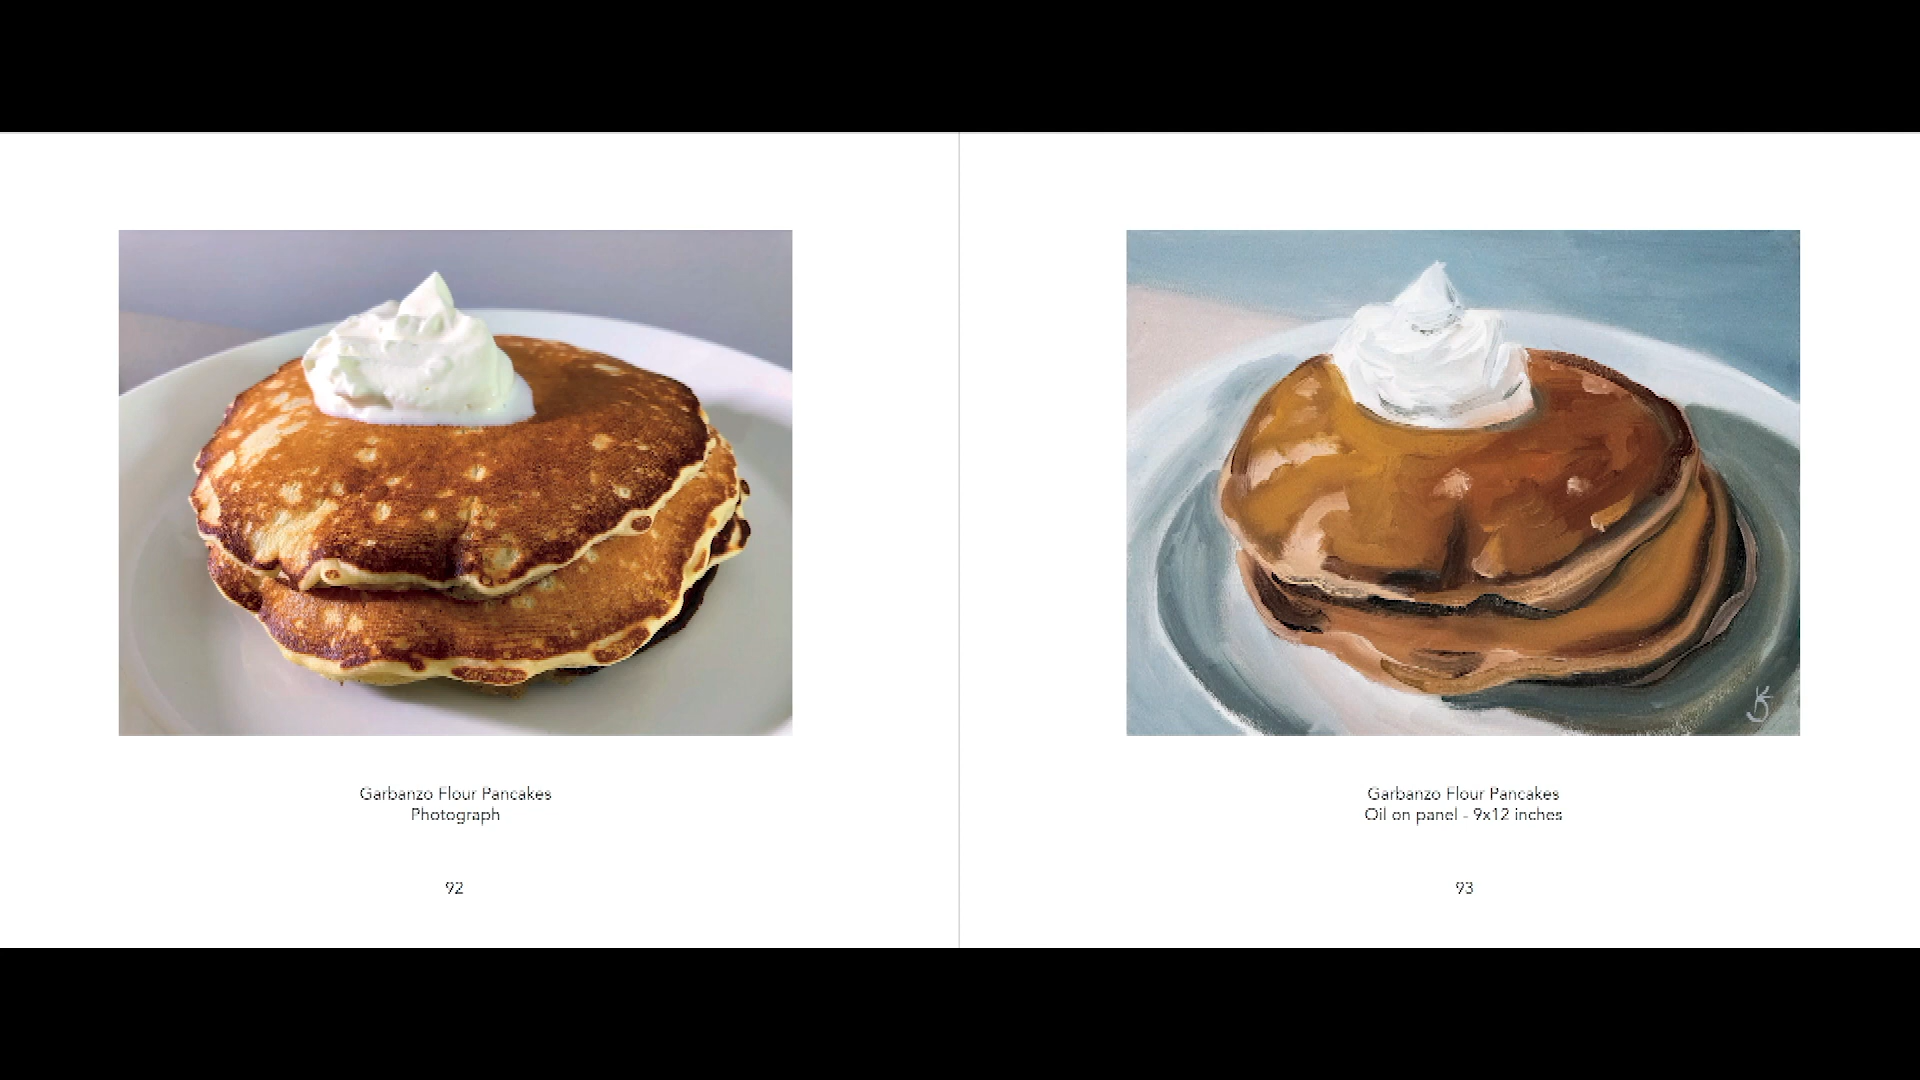 Garbanzo Flour Pancakes
Photograph
92
Garbanzo Flour Pancakes
Oil on panel - 9x12 inches
93